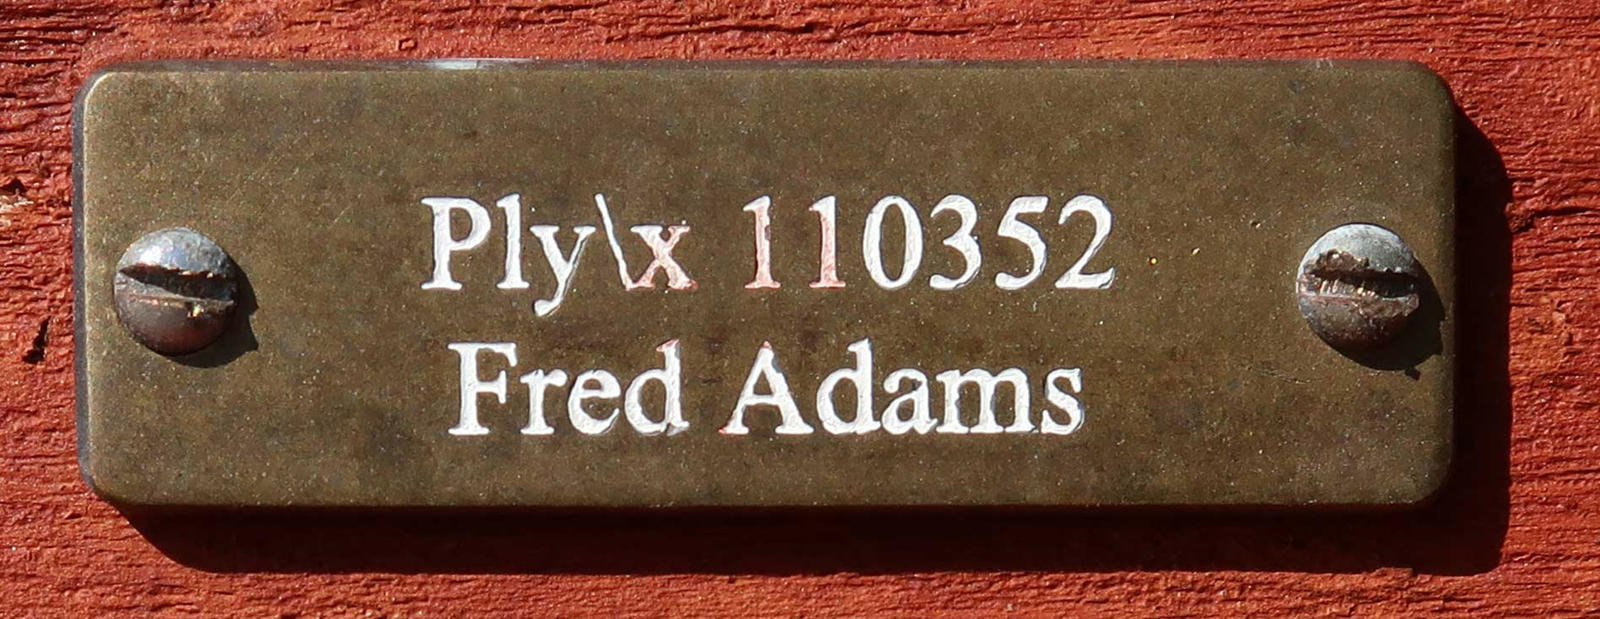 Ply\x 110352
Fred Adams